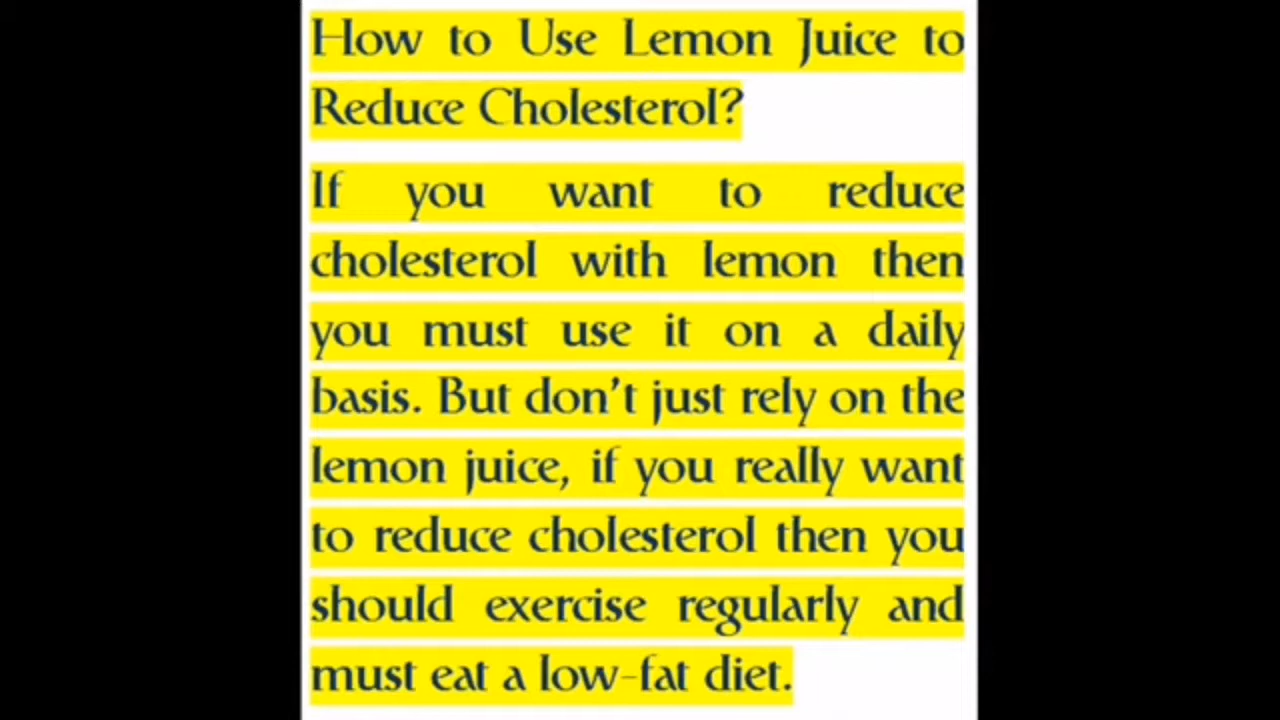 How to Use Lemon Juice to
Reduce Cholesterol?
If you want to reduce
cholesterol with lemon then
you must use it on a daily
basis. But don’t just rely on the
lemon juice, if you really want
to reduce cholesterol then you
should exercise regularly and
must eat a low-fat diet.